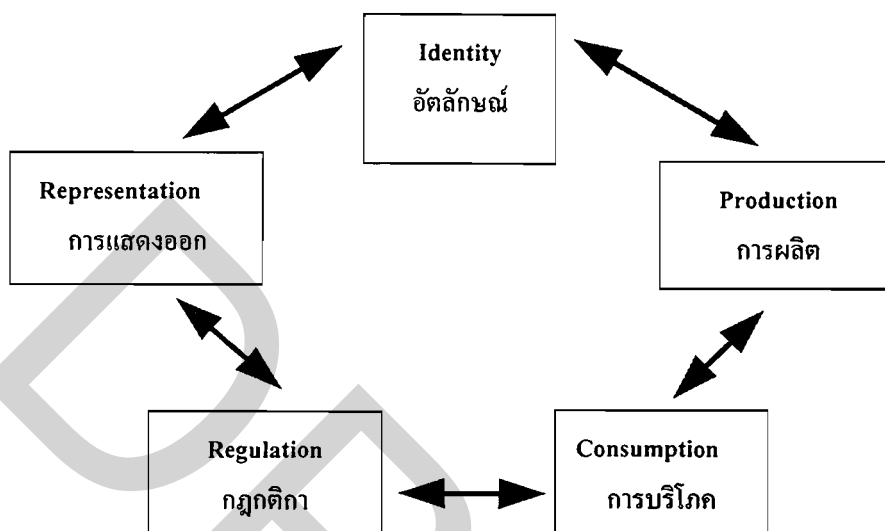 Identity
อัตลักษณ์
Representation
การแสดงออก
Production
การผลิต
Regulation
กฎกติกา
Consumption
การบริโภค